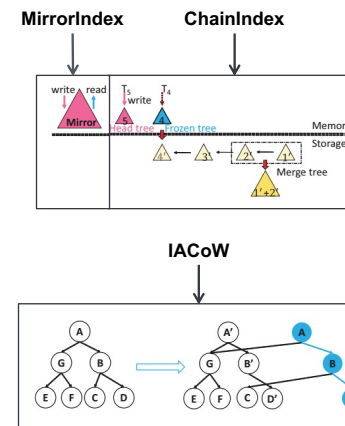 MirrorIndex ChainIndex
write read T5 T4
write
Mirror 5 4
Head tree Frozen tree
Memor
Storage
4′ 3′ 2′ 1′
Merge tree
1′+2′
IACoW
A A′ A
G B G B′ B
E F C D E F C D′